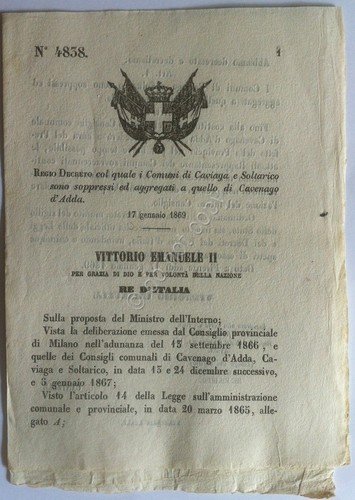 N° 4838.
1
REGIO DECRETO col quale i Comuni di Caviaga e Soltarico
sono soppressi ed aggregati a quello di Cavenago
d'Adda.
17 gennaio 1869
VITTORIO EMANUELE II
PER GRAZIA DI DIO E PER VOLONTÀ DELLA NAZIONE
RE D'ITALIA
Sulla proposta del Ministro dell'Interno;
Vista la deliberazione emessa dal Consiglio provinciale
di Milano nell'adunanza del 13 settembre 1866, e
quelle dei Consigli comunali di Cavenago d'Adda, Ca-
viaga e Soltarico, in data 15 e 24 dicembre successivo,
e 5 gennaio 1867;
Visto l'articolo 14 della Legge sull'amministrazione
comunale e provinciale, in data 20 marzo 1865, alle-
gato A;